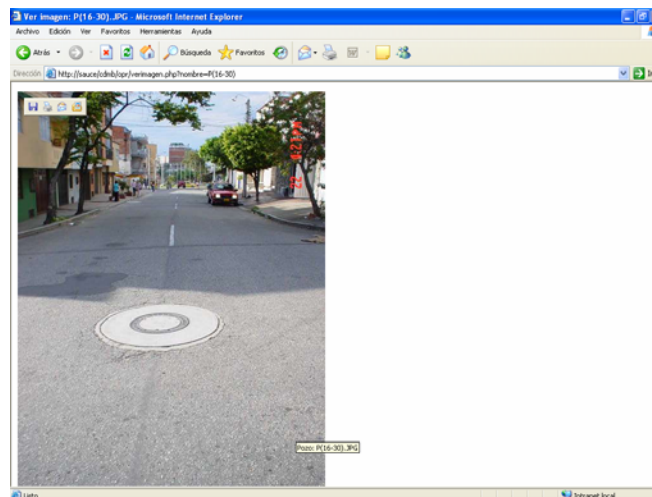 Ver imagen: P(16-30)..JPG - Microsoft Internet Explorer
Archivo Edición Ver Favoritos Herramientas Ayuda
Atrás Búsqueda Favoritos
Dirección http://sauce/cdmb/opr/verimagen.php?nombre=P(16-30)
Pozo: P(16-30).JPG
Listo Intranet local